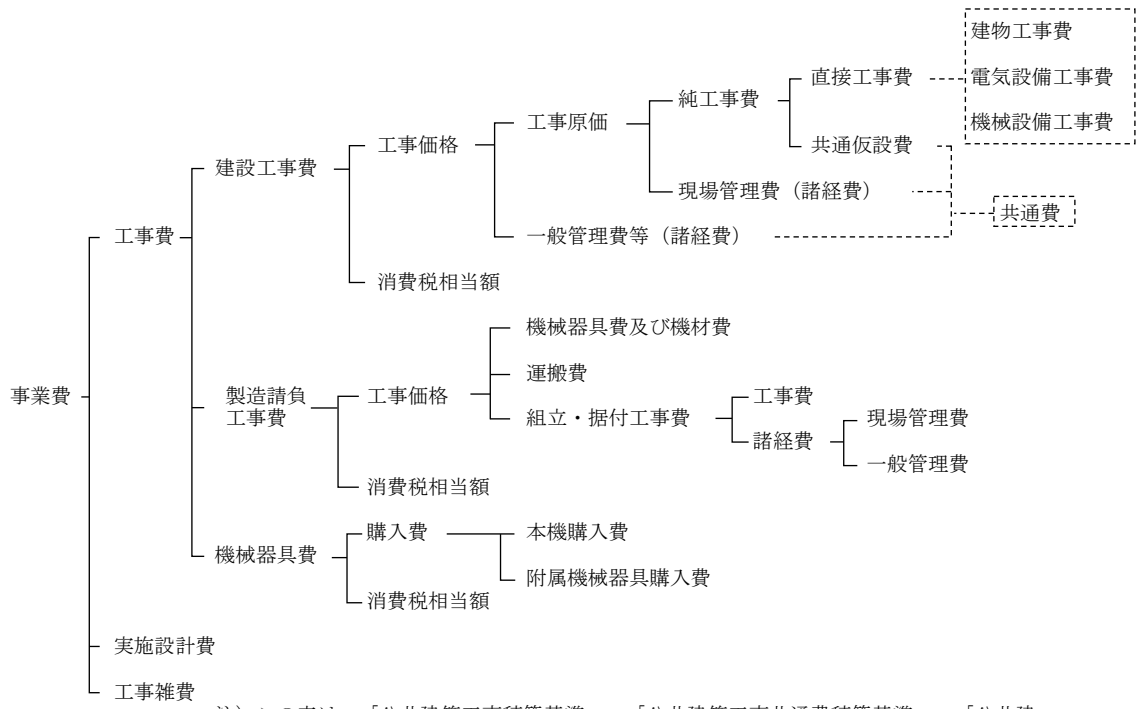 建物工事費
直接工事費
電気設備工事費
純工事費
機械設備工事費
工事原価
共通仮設費
工事価格
建設工事費
現場管理費(諸経費)
共通費
工事費
一般管理費等(諸経費)
消費税相当額
機械器具費及び機材費
運搬費
事業費
製造請負
工事費
工事価格
組立・据付工事費
工事費
諸経費
現場管理費
一般管理費
消費税相当額
購入費
本機購入費
機械器具費
附属機械器具購入費
消費税相当額
実施設計費
工事雑費